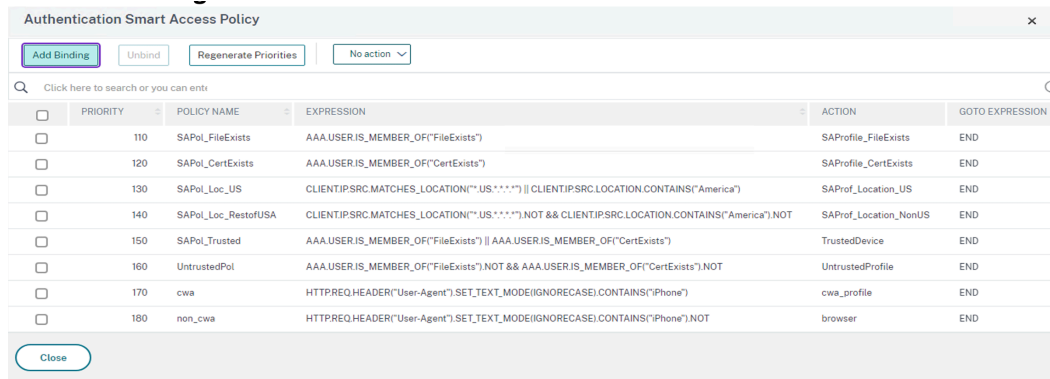 Authentication Smart Access Policy
Add Binding Unbind Regenerate Priorities No action
Click here to search or you can ente
PRIORITY POLICY NAME EXPRESSION ACTION GOTO EXPRESSION
110 SAPol_FileExists AAA.USER.IS_MEMBER_OF("FileExists") SAProfile_FileExists END
120 SAPol_CertExists AAA.USER.IS_MEMBER_OF("CertExists") SAProfile_CertExists END
130 SAPol_Loc_US CLIENT.IP.SRC.MATCHES_LOCATION("*.US.*.*.*.*") || CLIENT.IP.SRC.LOCATION.CONTAINS("America") SAProf_Location_US END
140 SAPol_Loc_RestofUSA CLIENT.IP.SRC.MATCHES_LOCATION("*.US.*.*.*.*").NOT && CLIENT.IP.SRC.LOCATION.CONTAINS("America").NOT SAProf_Location_NonUS END
150 SAPol_Trusted AAA.USER.IS_MEMBER_OF("FileExists") || AAA.USER.IS_MEMBER_OF("CertExists") TrustedDevice END
160 UntrustedPol AAA.USER.IS_MEMBER_OF("FileExists").NOT && AAA.USER.IS_MEMBER_OF("CertExists").NOT UntrustedProfile END
170 cwa HTTP.REQ.HEADER("User-Agent").SET_TEXT_MODE(IGNORECASE).CONTAINS("iPhone") cwa_profile END
180 non_cwa HTTP.REQ.HEADER("User-Agent").SET_TEXT_MODE(IGNORECASE).CONTAINS("iPhone").NOT browser END
Close